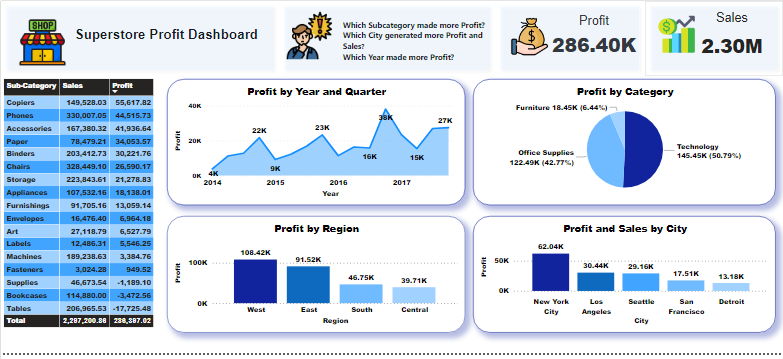 SHOP
Superstore Profit Dashboard
Which Subcategory made more Profit?
Which City generated more Profit and
Sales?
Which Year made more Profit?
Profit
286.40K
Sales
2.30M
Sub-Category Sales Profit
Copiers 149,528.03 55,617.82
Phones 330,007.05 44,515.73
Accessories 167,380.32 41,936.64
Paper 78,479.21 34,053.57
Binders 203,412.73 30,221.76
Chairs 328,449.10 26,590.17
Storage 223,843.61 21,278.83
Appliances 107,532.16 18,138.01
Furnishings 91,705.16 13,059.14
Envelopes 16,476.40 6,964.18
Art 27,118.79 6,527.79
Labels 12,486.31 5,546.25
Machines 189,238.63 3,384.76
Fasteners 3,024.28 949.52
Supplies 46,673.54 -1,189.10
Bookcases 114,880.00 -3,472.56
Tables 206,965.53 -17,725.48
Total 2,297,200.86 286,397.02
Profit by Year and Quarter
Profit
40K
20K
0K
4K
22K
9K
23K
16K
38K
15K
27K
2014 2015 2016 2017
Year
Profit by Category
Furniture 18.45K (6.44%)
Office Supplies
122.49K (42.77%)
Technology
145.45K (50.79%)
Profit by Region
Profit
100K
0K
108.42K
91.52K
46.75K
39.71K
West East South Central
Region
Profit and Sales by City
Profit
50K
0K
62.04K
30.44K
29.16K
17.51K
13.18K
New York City
Los Angeles
Seattle
San Francisco
Detroit
City